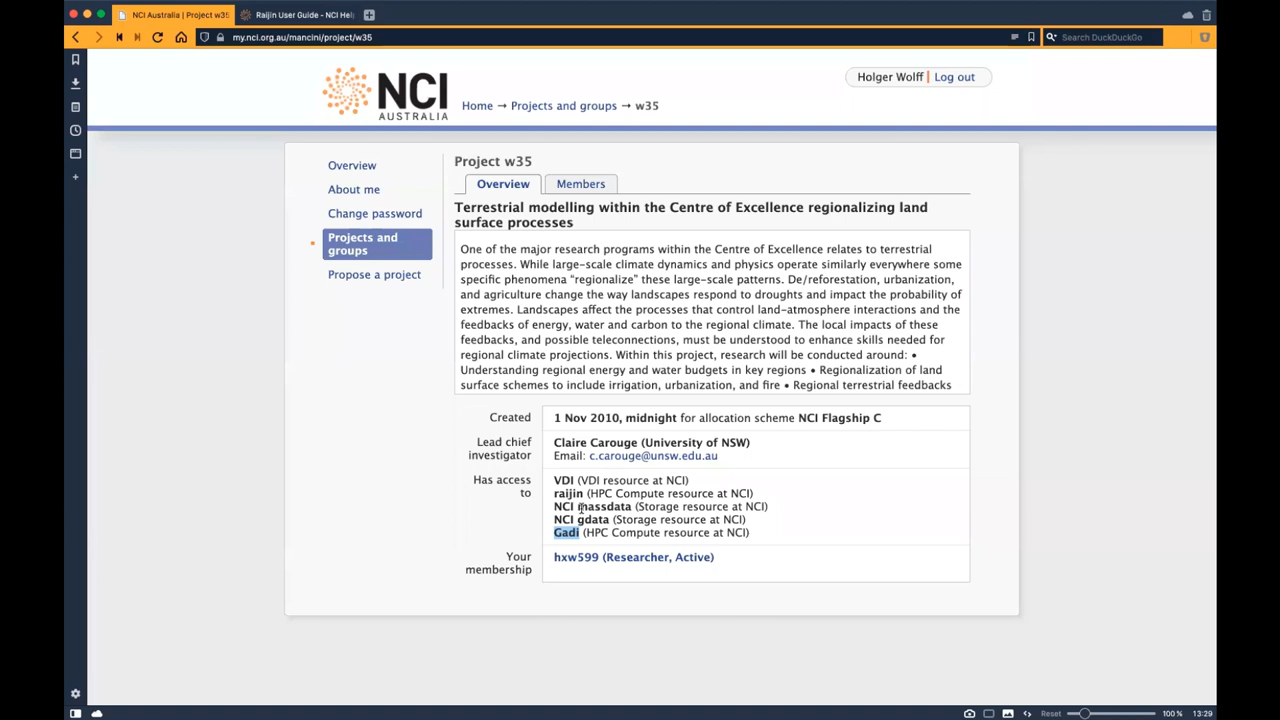 NCI Australia | Project w35
Raijin User Guide - NCI Hel
my.nci.org.au/mancini/project/w35
Search DuckDuckGo
NCI
AUSTRALIA
Home → Projects and groups → w35
Holger Wolff | Log out
Overview
About me
Change password
Projects and
groups
Propose a project
Project w35
Overview
Members
Terrestrial modelling within the Centre of Excellence regionalizing land
surface processes
One of the major research programs within the Centre of Excellence relates to terrestrial
processes. While large-scale climate dynamics and physics operate similarly everywhere some
specific phenomena “regionalize” these large-scale patterns. De/reforestation, urbanization,
and agriculture change the way landscapes respond to droughts and impact the probability of
extremes. Landscapes affect the processes that control land-atmosphere interactions and the
feedbacks of energy, water and carbon to the regional climate. The local impacts of these
feedbacks, and possible teleconnections, must be understood to enhance skills needed for
regional climate projections. Within this project, research will be conducted around: •
Understanding regional energy and water budgets in key regions • Regionalization of land
surface schemes to include irrigation, urbanization, and fire • Regional terrestrial feedbacks
Created
1 Nov 2010, midnight for allocation scheme NCI Flagship C
Lead chief
investigator
Claire Carouge (University of NSW)
Email: c.carouge@unsw.edu.au
Has access
to
VDI (VDI resource at NCI)
raijin (HPC Compute resource at NCI)
NCI massdata (Storage resource at NCI)
NCI gdata (Storage resource at NCI)
Gadi (HPC Compute resource at NCI)
Your
membership
hxw599 (Researcher, Active)
Reset
100 %
13:29